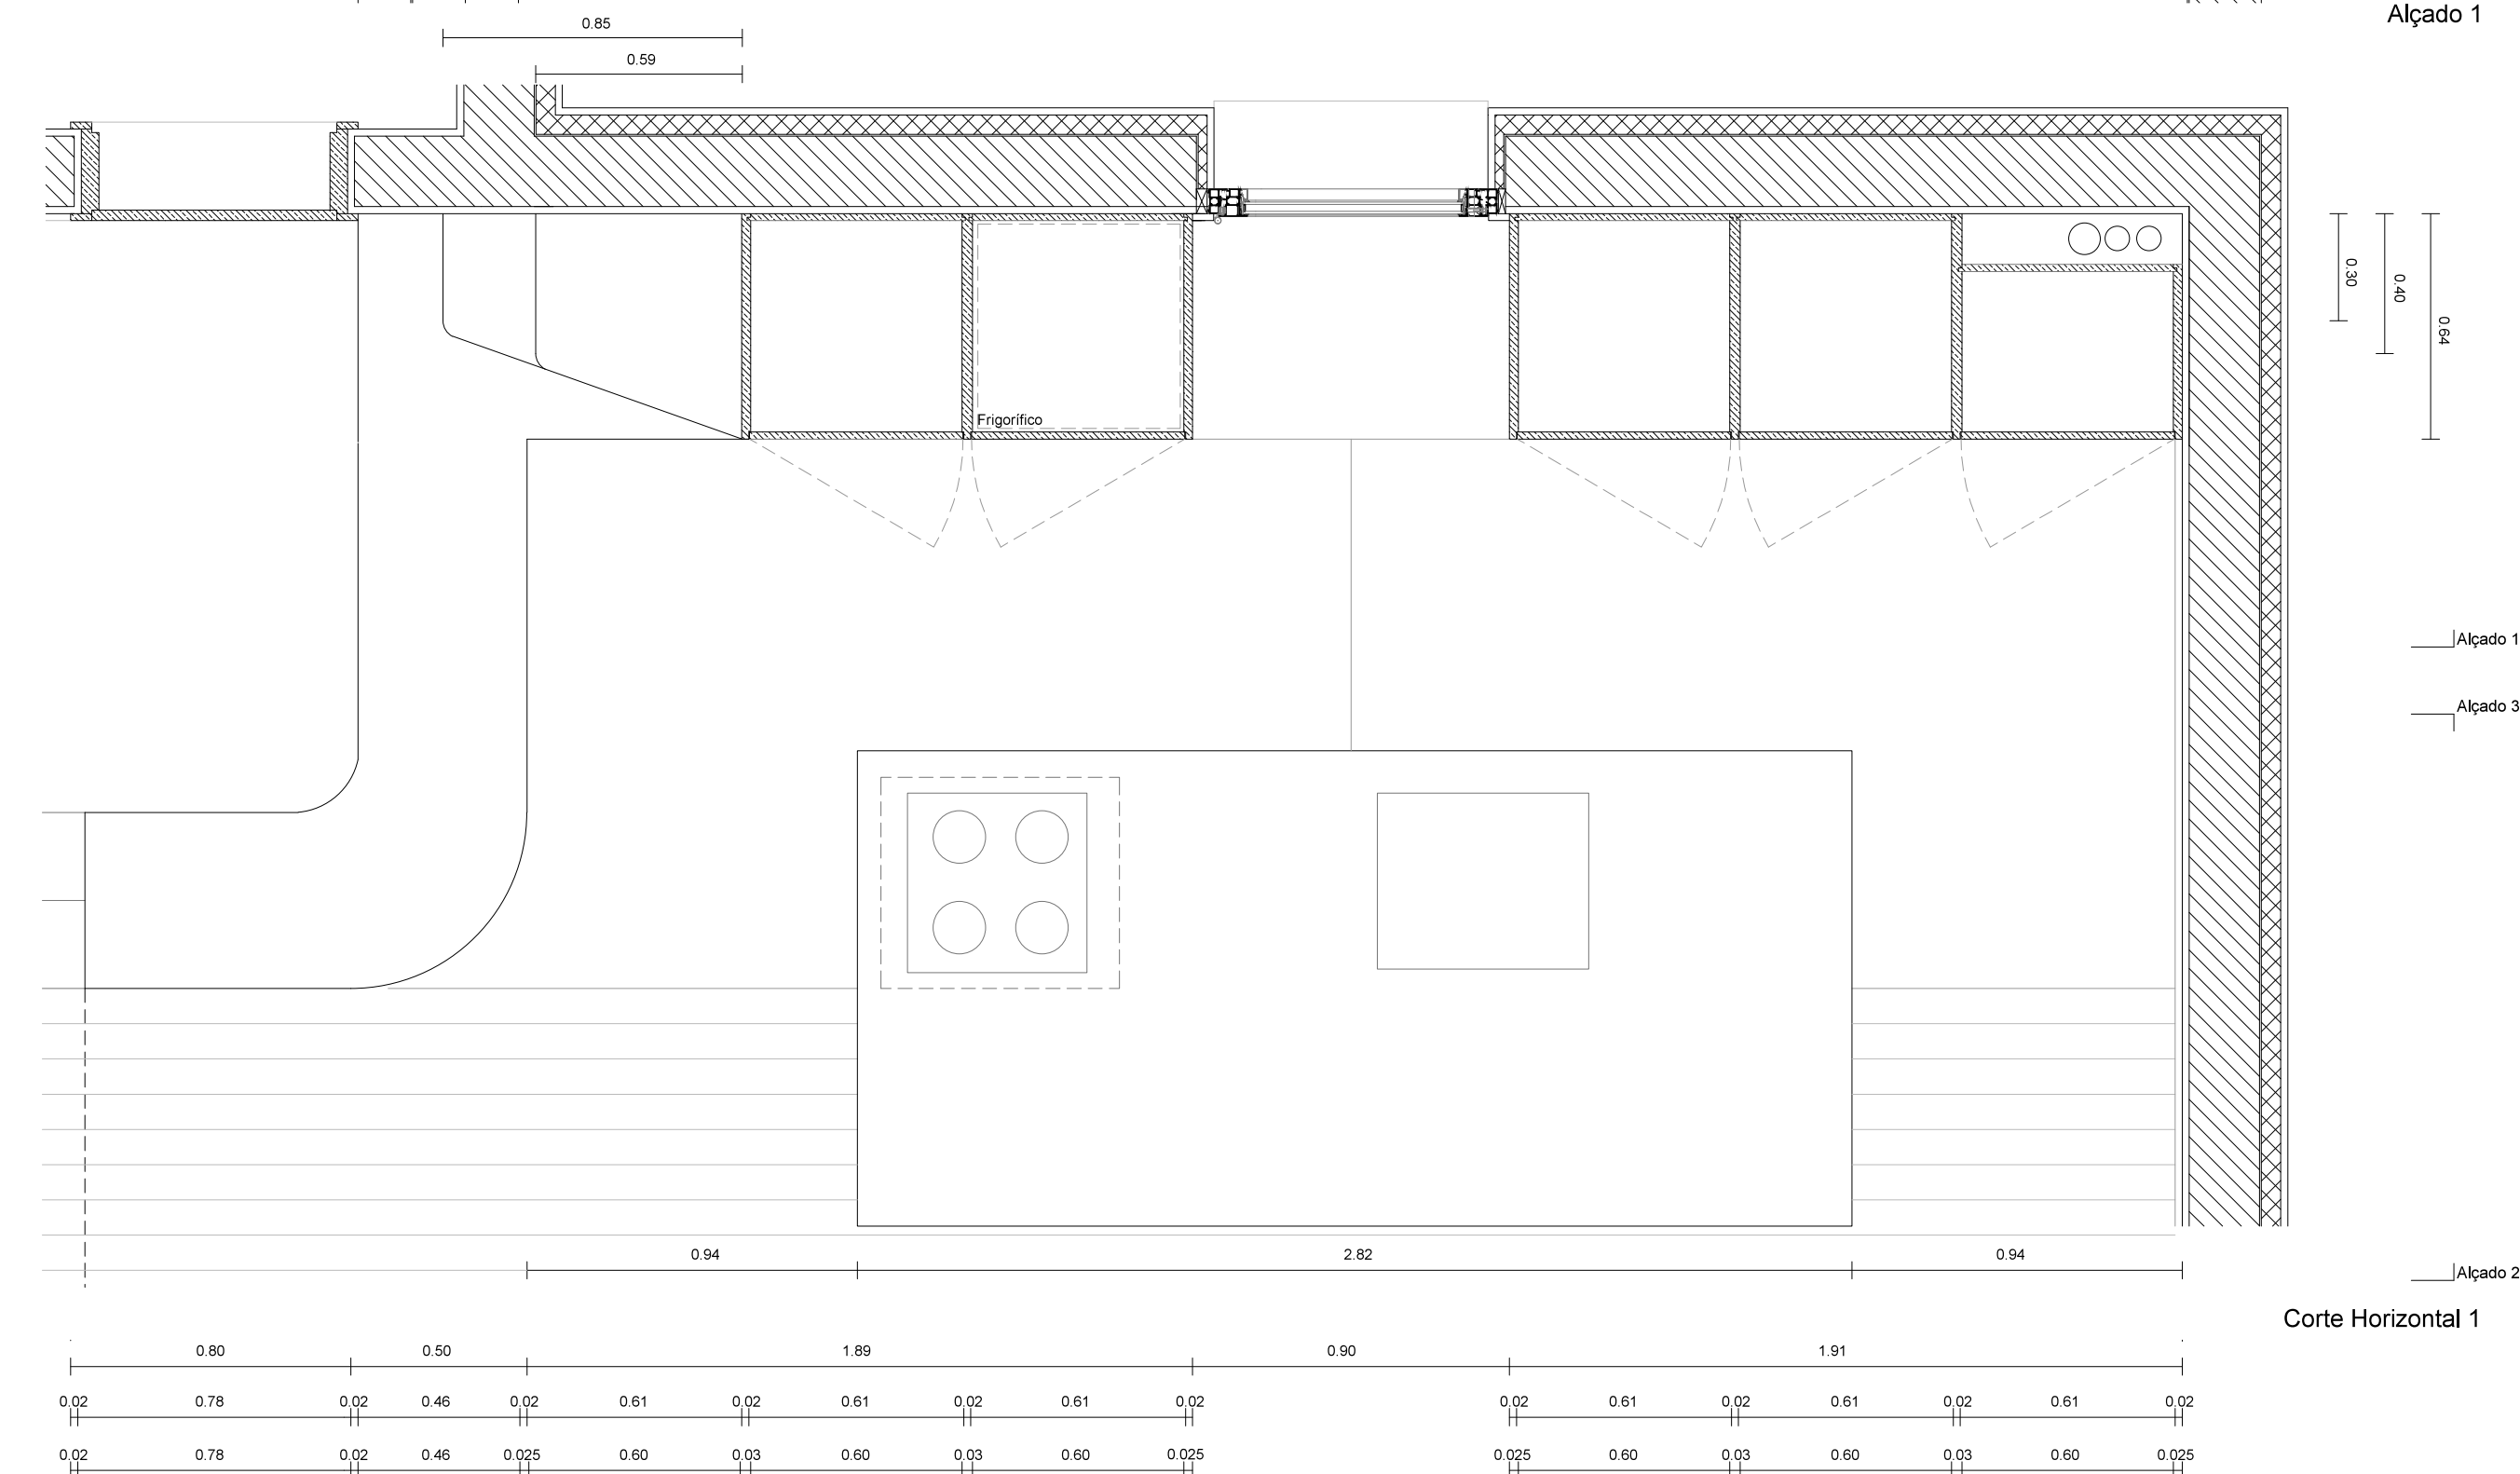 Alçado 1
0.85
0.59
0.30
0.40
0.64
Frigorífico
Alçado 1
Alçado 3
0.94 2.82 0.94
Alçado 2
Corte Horizontal 1
0.80 0.50 1.89 0.90 1.91
0.02 0.78 0.02 0.46 0.02 0.61 0.02 0.61 0.02 0.61 0.02 0.02 0.61 0.02 0.61 0.02 0.61 0.02
0.02 0.78 0.02 0.46 0.025 0.60 0.03 0.60 0.03 0.60 0.025 0.025 0.60 0.03 0.60 0.03 0.60 0.025